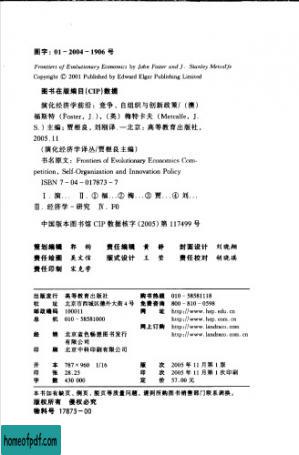 图字：01-2004-1906 号
Frontiers of Evolutionary Economics by John Foster and J. Stanley Metcalfe
Copyright © 2001 Published by Edward Elgar Publishing Limited
图书在版编目(CIP)数据
演化经济学前沿：竞争、自组织与创新政策/（澳）
福斯特（Foster, J.），（英）梅特卡夫（Metcalfe, J.
S.）主编；贾根良，刘刚译.—北京：高等教育出版社，
2005.11
（演化经济学译丛/贾根良主编）
书名原文：Frontiers of Evolutionary Economics Com-
petition, Self-Organization and Innovation Policy
ISBN 7-04-017873-7
Ⅰ.演… Ⅱ.①福…②梅…③贾…④刘…
Ⅲ.经济学-研究 Ⅳ.F0
中国版本图书馆 CIP 数据核字（2005）第 117499 号
策划编辑 郭 责任编辑 黄静 封面设计 刘晓翔
责任绘图 吴文信 版式设计 王莹 责任校对 胡晓琪
责任印制 宋克学
出版发行 高等教育出版社 购书热线 010-58581118
社址 北京市西城区德外大街4号 免费咨询 800-810-0598
邮政编码 100011 网址 http://www.hep.edu.cn
总机 010-58581000 http://www.hep.com.cn
网上订购 http://www.landraco.com
经销 北京蓝色畅想图书发行 http://www.landraco.com.cn
有限公司
印刷 北京中科印刷有限公司
开本 787×960 1/16 版次 2005年11月第1版
印张 28.25 印次 2005年11月第1次印刷
字数 430 000 定价 57.00元
本书如有缺页、倒页、脱页等质量问题，请到所购图书销售部门联系调换。
版权所有 侵权必究
物料号 17873-00
homeofpdf.com